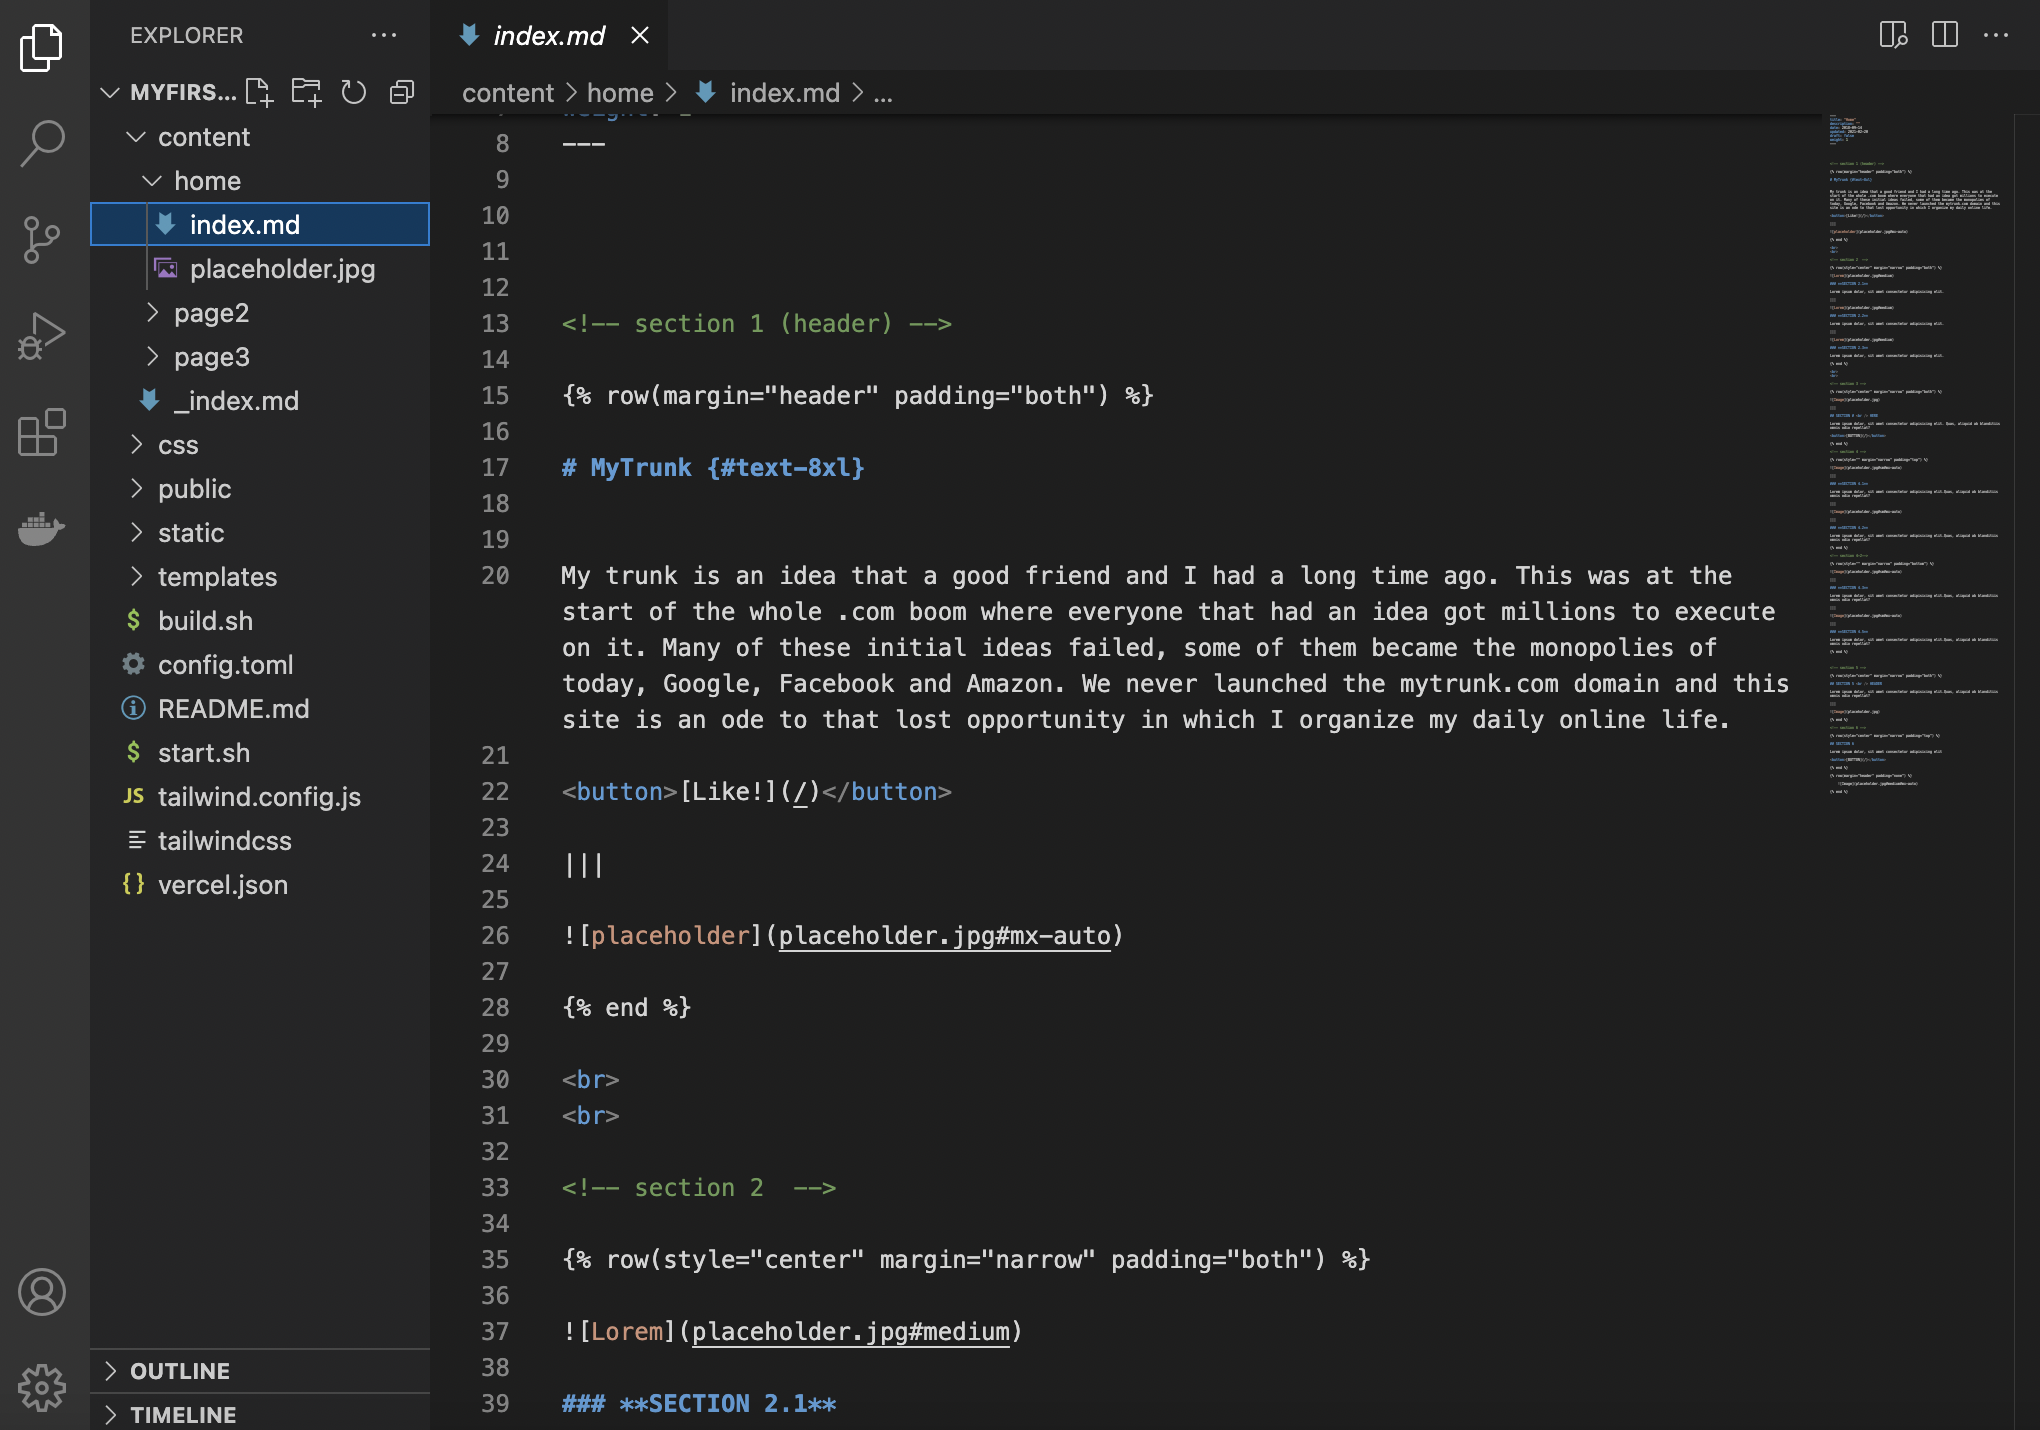 EXPLORER
MYFIRS...
content
home
index.md
placeholder.jpg
page2
page3
_index.md
css
public
static
templates
$ build.sh
config.toml
README.md
$ start.sh
JS tailwind.config.js
tailwindcss
{} vercel.json
OUTLINE
TIMELINE
index.md
content > home > index.md > ...
8 ---
9
10
11
12
13 <!-- section 1 (header) -->
14
15 {% row(margin="header" padding="both") %}
16
17 # MyTrunk {#text-8xl}
18
19
20 My trunk is an idea that a good friend and I had a long time ago. This was at the
start of the whole .com boom where everyone that had an idea got millions to execute
on it. Many of these initial ideas failed, some of them became the monopolies of
today, Google, Facebook and Amazon. We never launched the mytrunk.com domain and this
site is an ode to that lost opportunity in which I organize my daily online life.
21
22 <button>[Like!](/)</button>
23
24 |||
25
26 ![placeholder](placeholder.jpg#mx-auto)
27
28 {% end %}
29
30 <br>
31 <br>
32
33 <!-- section 2  -->
34
35 {% row(style="center" margin="narrow" padding="both") %}
36
37 ![Lorem](placeholder.jpg#medium)
38
39 ### **SECTION 2.1**